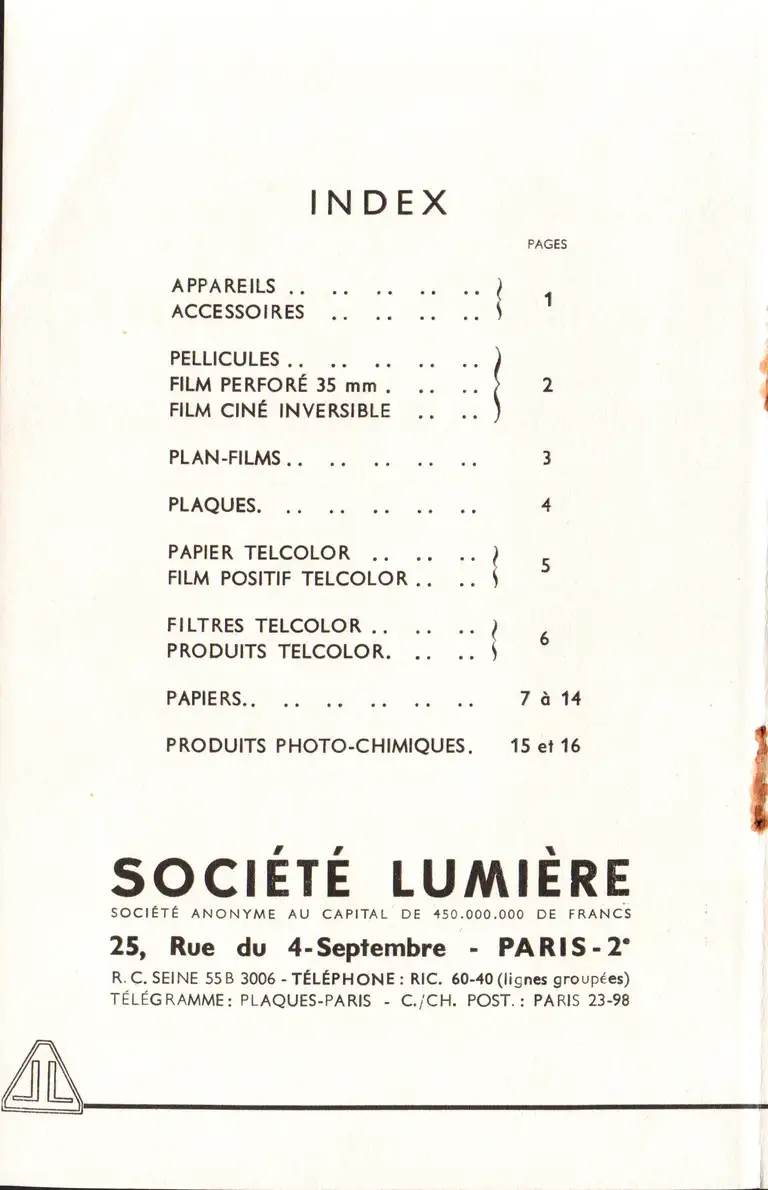 INDEX
PAGES
APPAREILS .. .. .. .. ..
ACCESSOIRES .. .. .. ..
1
PELLICULES .. .. .. .. ..
FILM PERFORÉ 35 mm . .. ..
FILM CINÉ INVERSIBLE .. ..
2
PLAN-FILMS .. .. .. .. .. 3
PLAQUES. .. .. .. .. .. 4
PAPIER TELCOLOR .. .. ..
FILM POSITIF TELCOLOR .. ..
5
FILTRES TELCOLOR .. .. ..
PRODUITS TELCOLOR. .. ..
6
PAPIERS.. .. .. .. .. .. 7 à 14
PRODUITS PHOTO-CHIMIQUES. 15 et 16
SOCIÉTÉ LUMIÈRE
SOCIÉTÉ ANONYME AU CAPITAL DE 450.000.000 DE FRANCS
25, Rue du 4-Septembre - PARIS-2e
R. C. SEINE 55 B 3006 - TÉLÉPHONE : RIC. 60-40 (lignes groupées)
TÉLÉGRAMME : PLAQUES-PARIS - C./CH. POST. : PARIS 23-98
JL